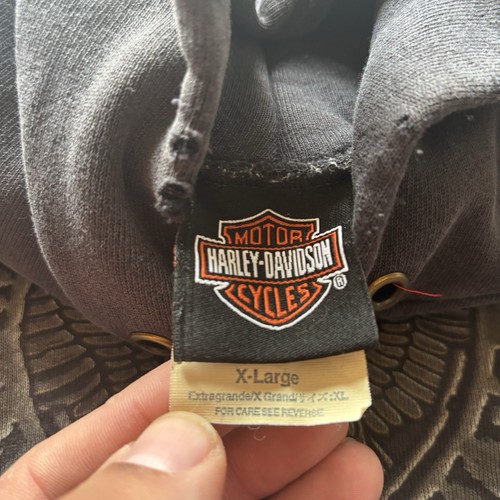 MOTOR
HARLEY-DAVIDSON
CYCLES
®
X-Large
Extragrande/X Grand/サイズ:XL
FOR CARE SEE REVERSE